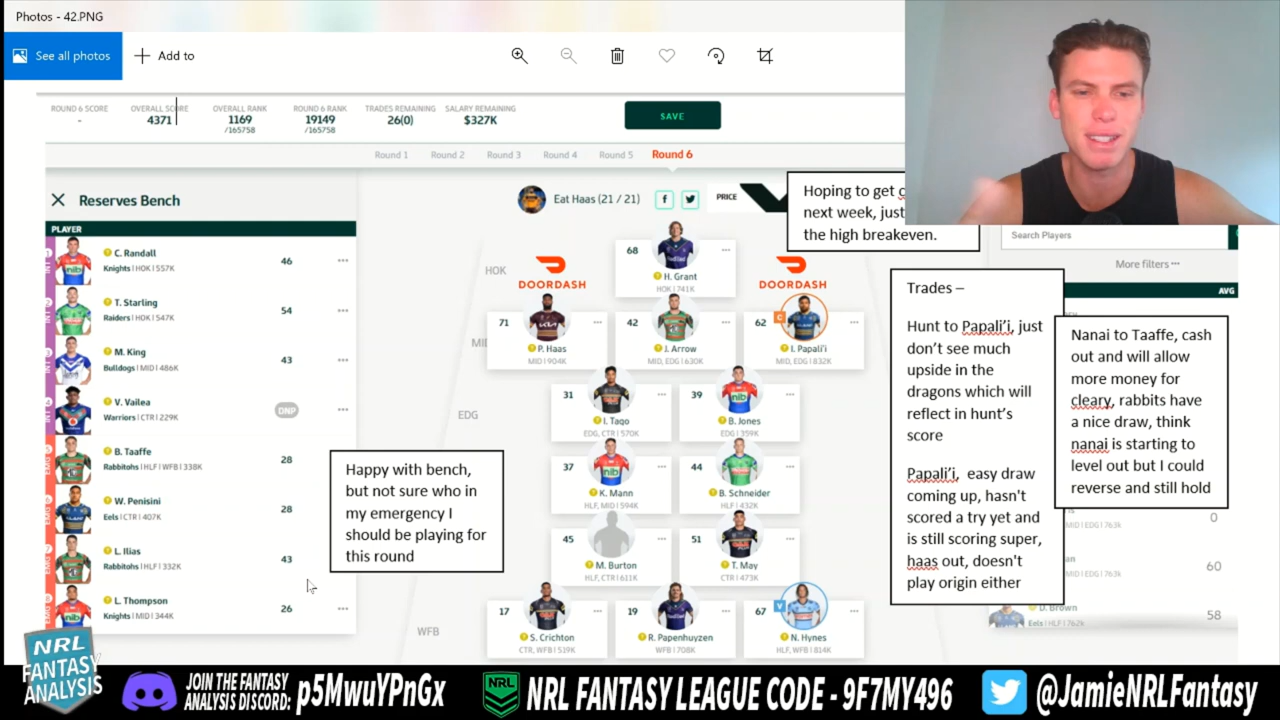 Photos - 42.PNG
See all photos
Add to
ROUND 6 SCORE
-
OVERALL SCORE
4371
OVERALL RANK
1169
/165758
ROUND 6 RANK
19149
/165758
TRADES REMAINING
26(0)
SALARY REMAINING
$327K
SAVE
Round 1
Round 2
Round 3
Round 4
Round 5
Round 6
Reserves Bench
PLAYER
C. Randall
Knights | HOK | 557K
46
T. Starling
Raiders | HOK | 547K
54
M. King
Bulldogs | MID | 486K
43
V. Vailea
Warriors | CTR | 229K
DNP
B. Taaffe
Rabbitohs | HLF | WFB | 338K
28
W. Penisini
Eels | CTR | 407K
28
L. Ilias
Rabbitohs | HLF | 332K
43
L. Thompson
Knights | MID | 344K
26
Eat Haas (21 / 21)
PRICE
HOK
68
H. Grant
HOK | 741K
DOORDASH
DOORDASH
71
P. Haas
MID | 904K
42
J. Arrow
MID, EDG | 630K
62
C
I. Papali'i
MID, EDG | 832K
EDG
31
I. Tago
EDG, CTR | 570K
39
B. Jones
EDG | 359K
37
K. Mann
HLF, MID | 594K
44
B. Schneider
HLF | 432K
45
M. Burton
HLF, CTR | 611K
51
T. May
CTR | 473K
WFB
17
S. Crichton
CTR, WFB | 519K
19
R. Papenhuyzen
WFB | 708K
67
V
N. Hynes
HLF, WFB | 814K
Happy with bench,
but not sure who in
my emergency I
should be playing for
this round
Hoping to get
next week, just
the high breakeven.
Trades –
Hunt to Papali'i, just
don't see much
upside in the
dragons which will
reflect in hunt's
score
Papali'i, easy draw
coming up, hasn't
scored a try yet and
is still scoring super,
haas out, doesn't
play origin either
Nanai to Taaffe, cash
out and will allow
more money for
cleary, rabbits have
a nice draw, think
nanai is starting to
level out but I could
reverse and still hold
Search Players
More filters
AVG
0
MID | EDG | 763k
60
D. Brown
Eels | HLF | 762k
58
NRL
FANTASY
ANALYSIS
JOIN THE FANTASY
ANALYSIS DISCORD:
p5MwuYPnGx
NRL
NRL FANTASY LEAGUE CODE - 9F7MY496
@JamieNRLFantasy